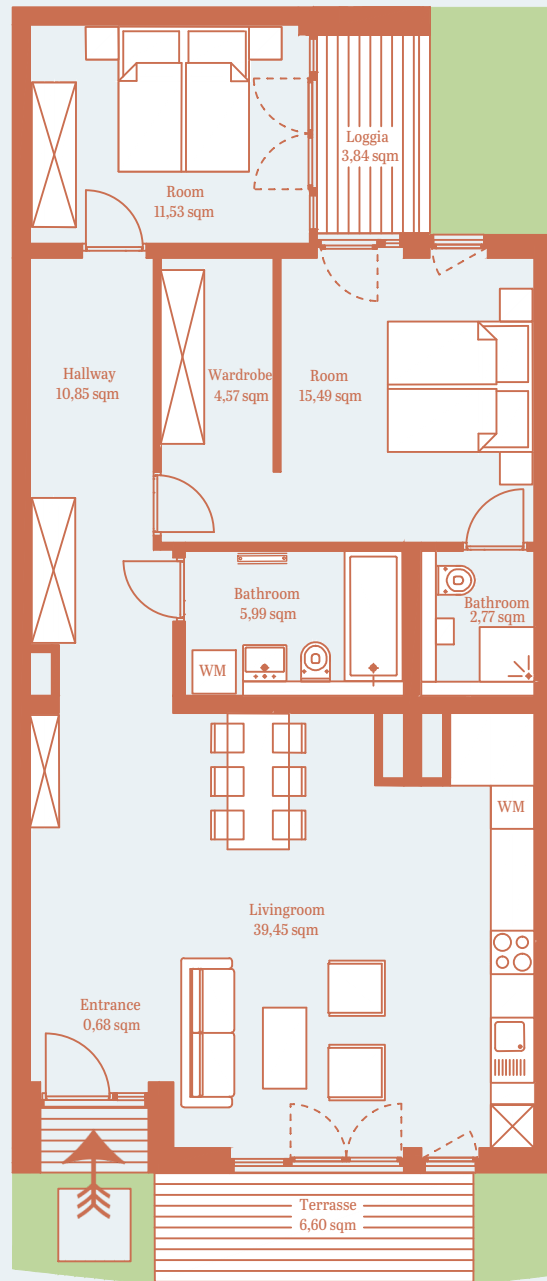 Loggia
3,84 sqm
Room
11,53 sqm
Hallway
10,85 sqm
Wardrobe
4,57 sqm
Room
15,49 sqm
Bathroom
5,99 sqm
Bathroom
2,77 sqm
WM
WM
Livingroom
39,45 sqm
Entrance
0,68 sqm
Terrasse
6,60 sqm